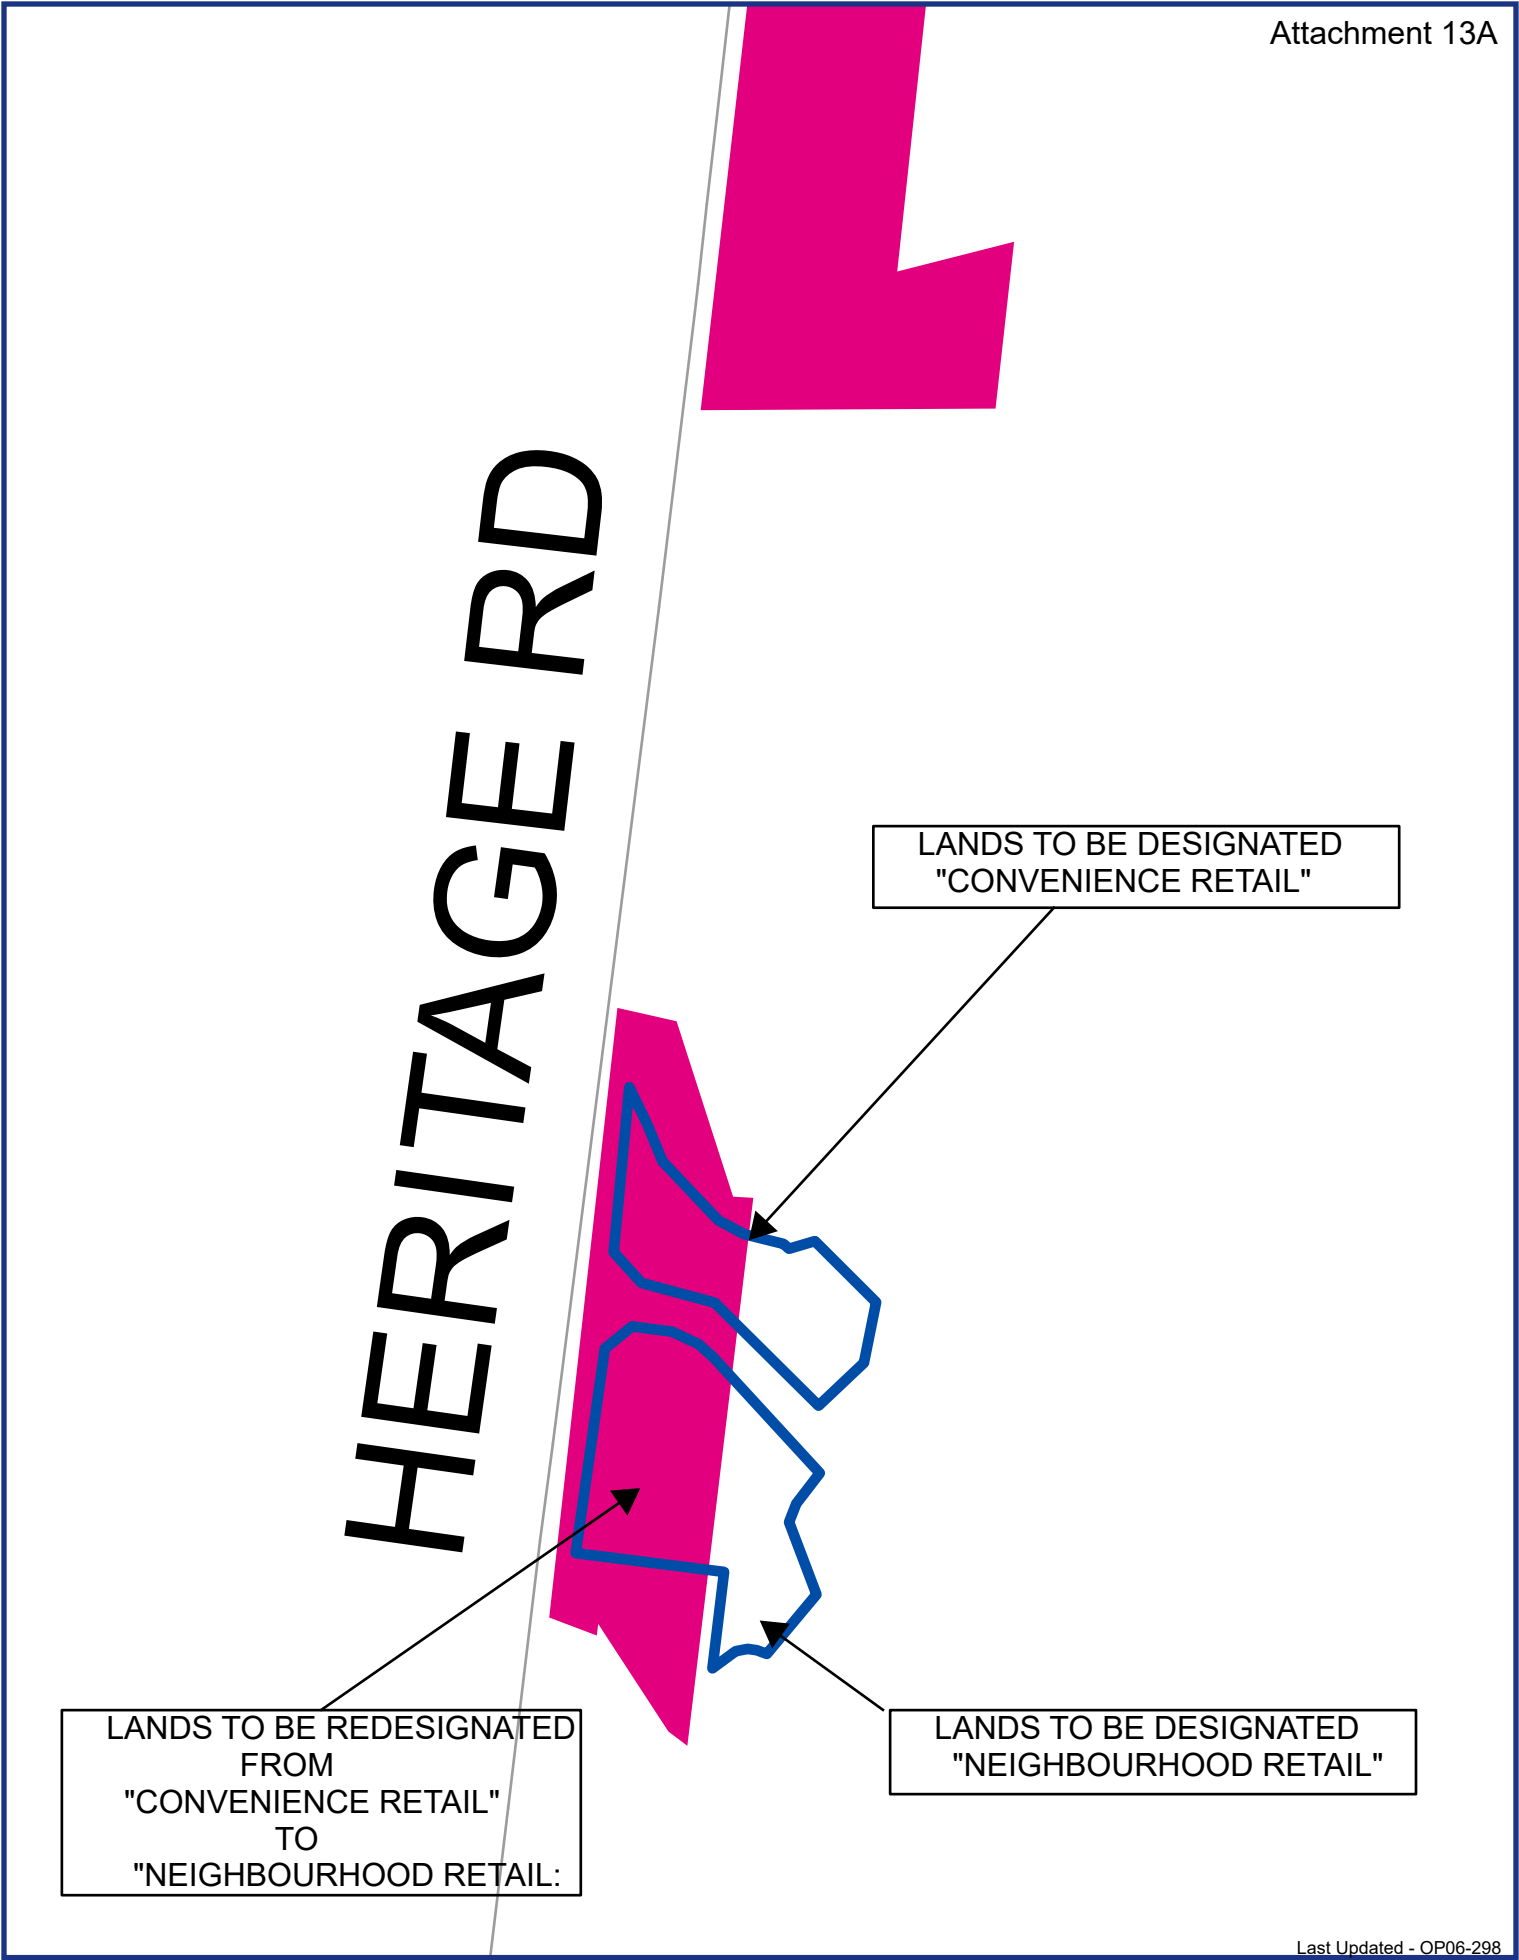 Attachment 13A
HERITAGE RD
LANDS TO BE DESIGNATED
"CONVENIENCE RETAIL"
LANDS TO BE REDESIGNATED
FROM
"CONVENIENCE RETAIL"
TO
"NEIGHBOURHOOD RETAIL:
LANDS TO BE DESIGNATED
"NEIGHBOURHOOD RETAIL"
Last Updated - OP06-298